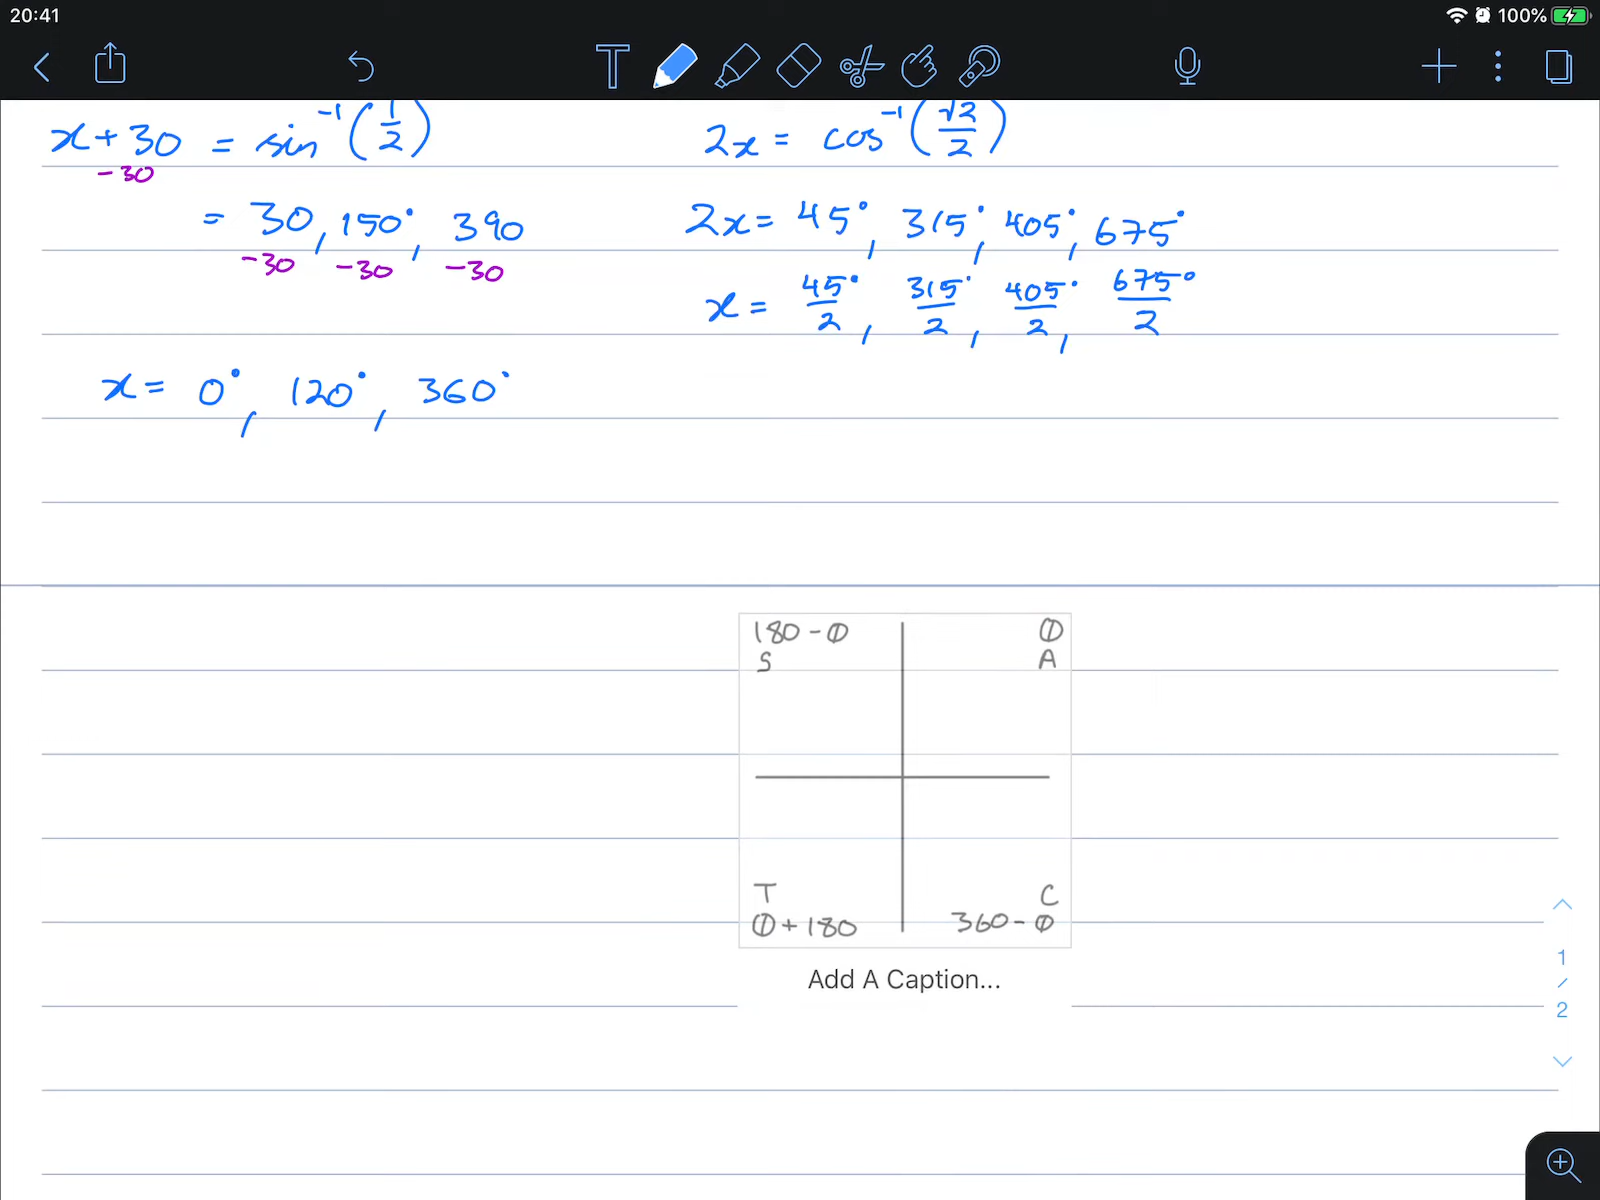 20:41
100%
x + 30 = sin⁻¹(1/2)
-30
= 30, 150°, 390
-30 -30 -30
x = 0°, 120°, 360°
2x = cos⁻¹(√2/2)
2x = 45°, 315°, 405°, 675°
x = 45°/2, 315°/2, 405°/2, 675°/2
180 - θ
S
θ
A
T
θ + 180
C
360 - θ
Add A Caption...
1
/
2